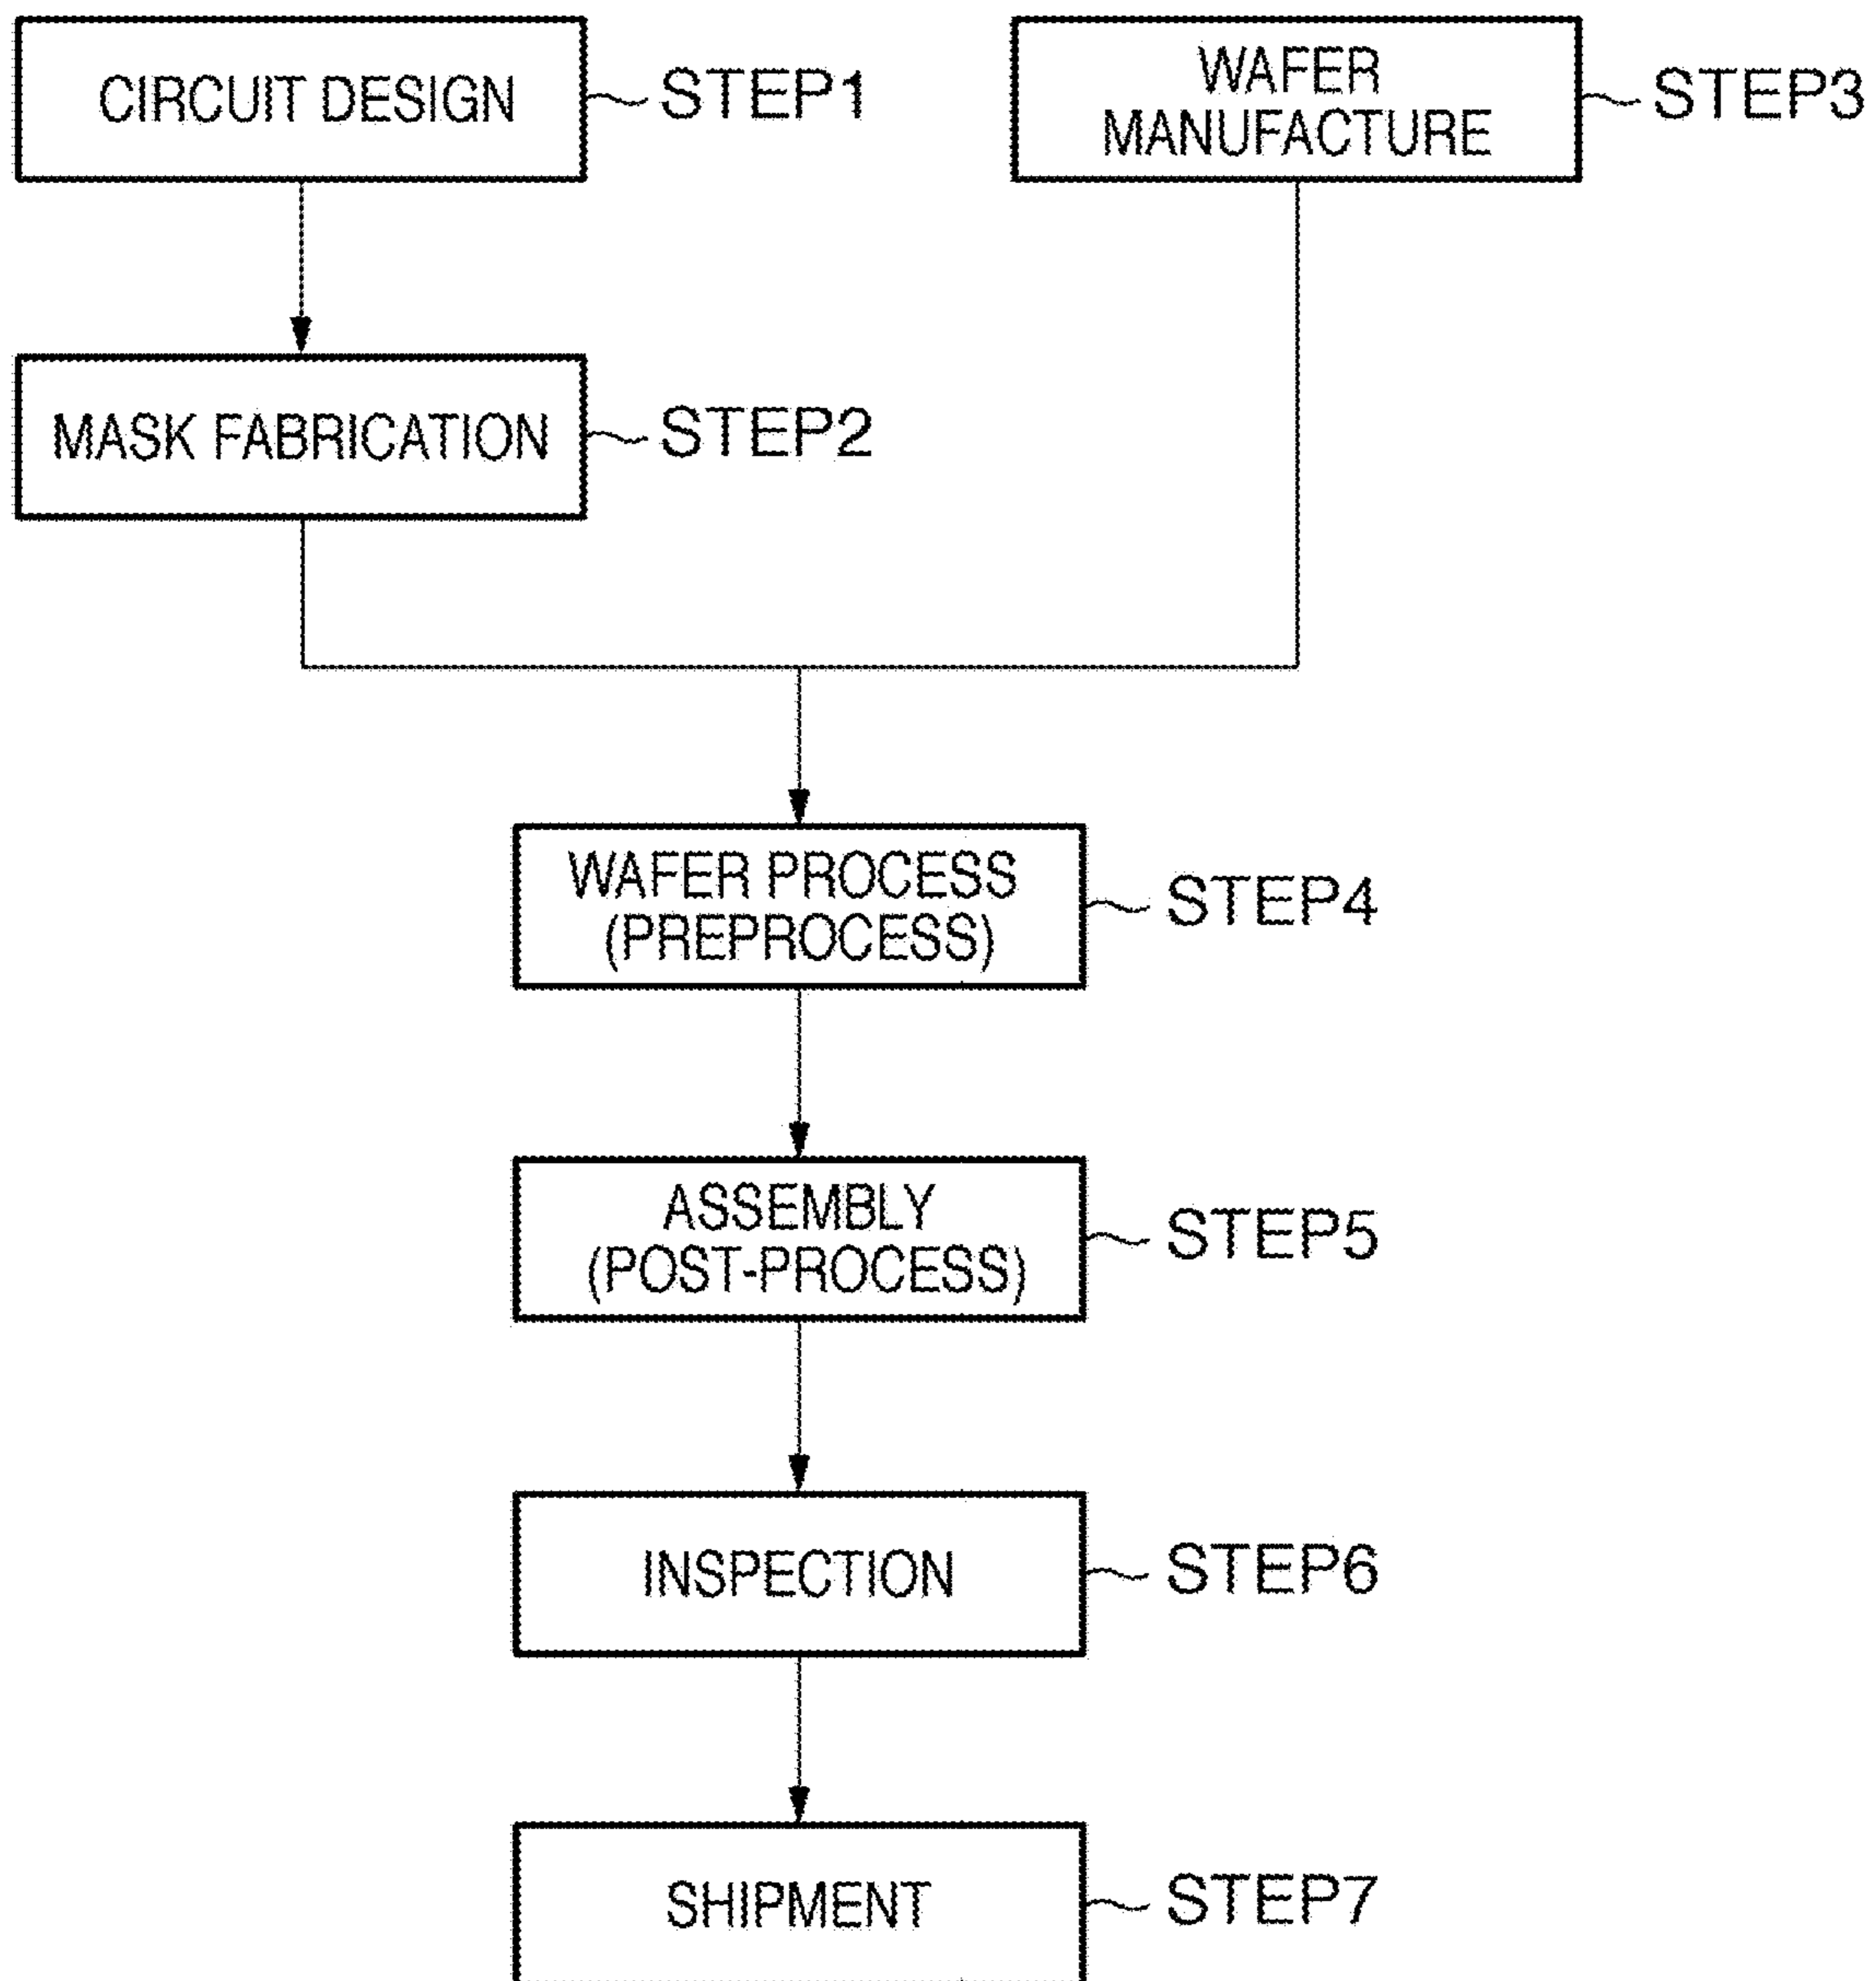 CIRCUIT DESIGN
STEP1
WAFER
MANUFACTURE
STEP3
MASK FABRICATION
STEP2
WAFER PROCESS
(PREPROCESS)
STEP4
ASSEMBLY
(POST-PROCESS)
STEP5
INSPECTION
STEP6
SHIPMENT
STEP7